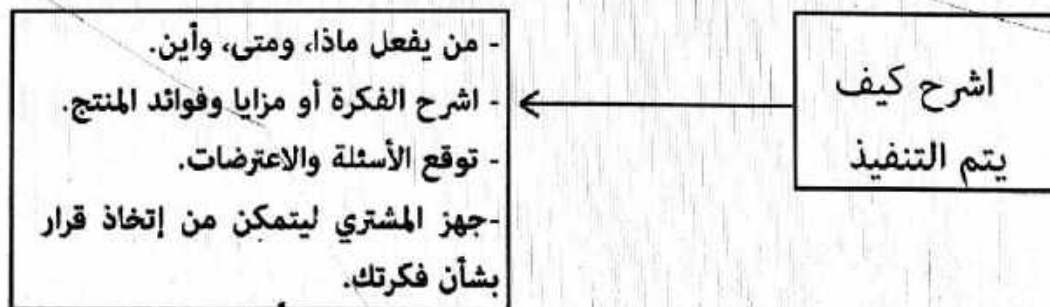 اشرح كيف
يتم التنفيذ
- من يفعل ماذا، ومتى، وأين.
- اشرح الفكرة أو مزايا وفوائد المنتج.
- توقع الأسئلة والاعترضات.
-جهز المشتري ليتمكن من إتخاذ قرار
بشأن فكرتك.